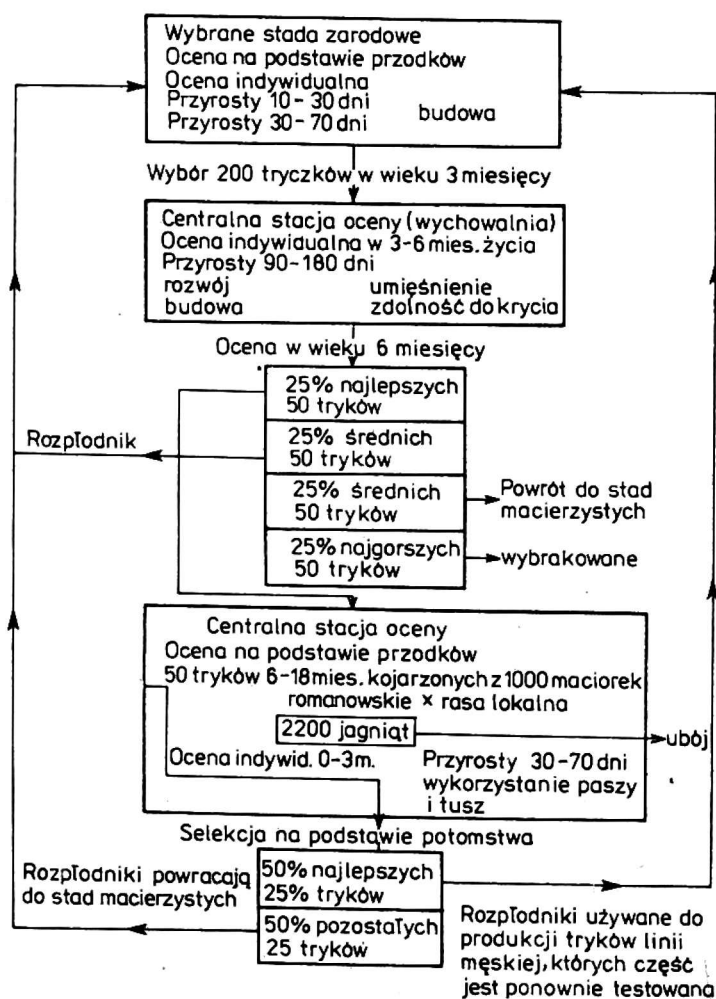 Wybrane stada zarodowe
Ocena na podstawie przodków
Ocena indywidualna
Przyrosty 10-30 dni
Przyrosty 30-70 dni
budowa
Wybór 200 tryczków w wieku 3 miesięcy
Centralna stacja oceny (wychowalnia)
Ocena indywidualna w 3-6 mies. życia
Przyrosty 90-180 dni
rozwój umięśnienie
budowa zdolność do krycia
Ocena w wieku 6 miesięcy
25% najlepszych
50 tryków
Rozpłodnik
25% średnich
50 tryków
25% średnich
50 tryków
Powrót do stad
macierzystych
25% najgorszych
50 tryków
wybrakowane
Centralna stacja oceny
Ocena na podstawie przodków
50 tryków 6-18 mies. kojarzonych z 1000 maciorek
romanowskie × rasa lokalna
2200 jagniąt
ubój
Ocena indywid. 0-3m.
Przyrosty 30-70 dni
wykorzystanie paszy
i tusz
Selekcja na podstawie potomstwa
Rozpłodniki powracają
do stad macierzystych
50% najlepszych
25% tryków
50% pozostałych
25 tryków
Rozpłodniki używane do
produkcji tryków linii
męskiej, których część
jest ponownie testowana